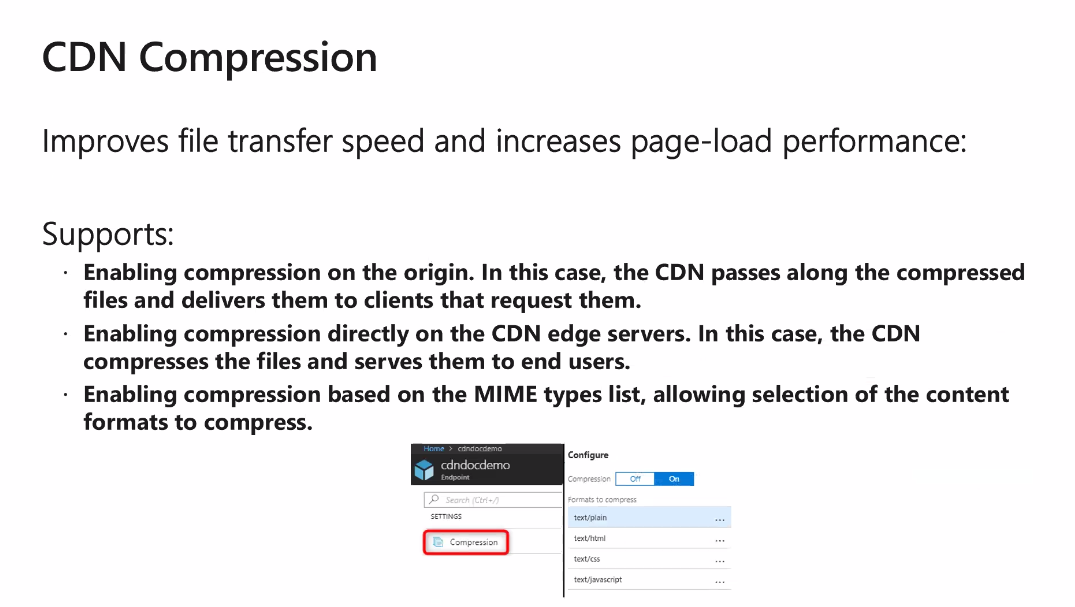 CDN Compression
Improves file transfer speed and increases page-load performance:
Supports:
· Enabling compression on the origin. In this case, the CDN passes along the compressed
files and delivers them to clients that request them.
· Enabling compression directly on the CDN edge servers. In this case, the CDN
compresses the files and serves them to end users.
· Enabling compression based on the MIME types list, allowing selection of the content
formats to compress.
Home > cdndocdemo
cdndocdemo
Endpoint
Search (Ctrl+/)
SETTINGS
Compression
Configure
Compression Off On
Formats to compress
text/plain ...
text/html ...
text/css ...
text/javascript ...